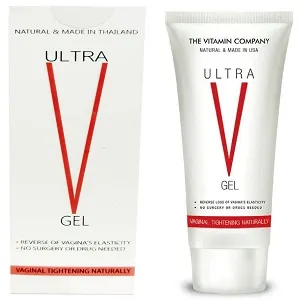 NATURAL & MADE IN THAILAND
ULTRA
V
GEL
• REVERSE OF VAGINA'S ELASTICITY
• NO SURGERY OR DRUG NEEDED
VAGINAL TIGHTENING NATURALLY
THE VITAMIN COMPANY
NATURAL & MADE IN USA
ULTRA
V
GEL
• REVERSE LOSS OF VAGINA'S ELASTICITY
• NO SURGERY OR DRUGS NEEDED
VAGINAL TIGHTENING NATURALLY